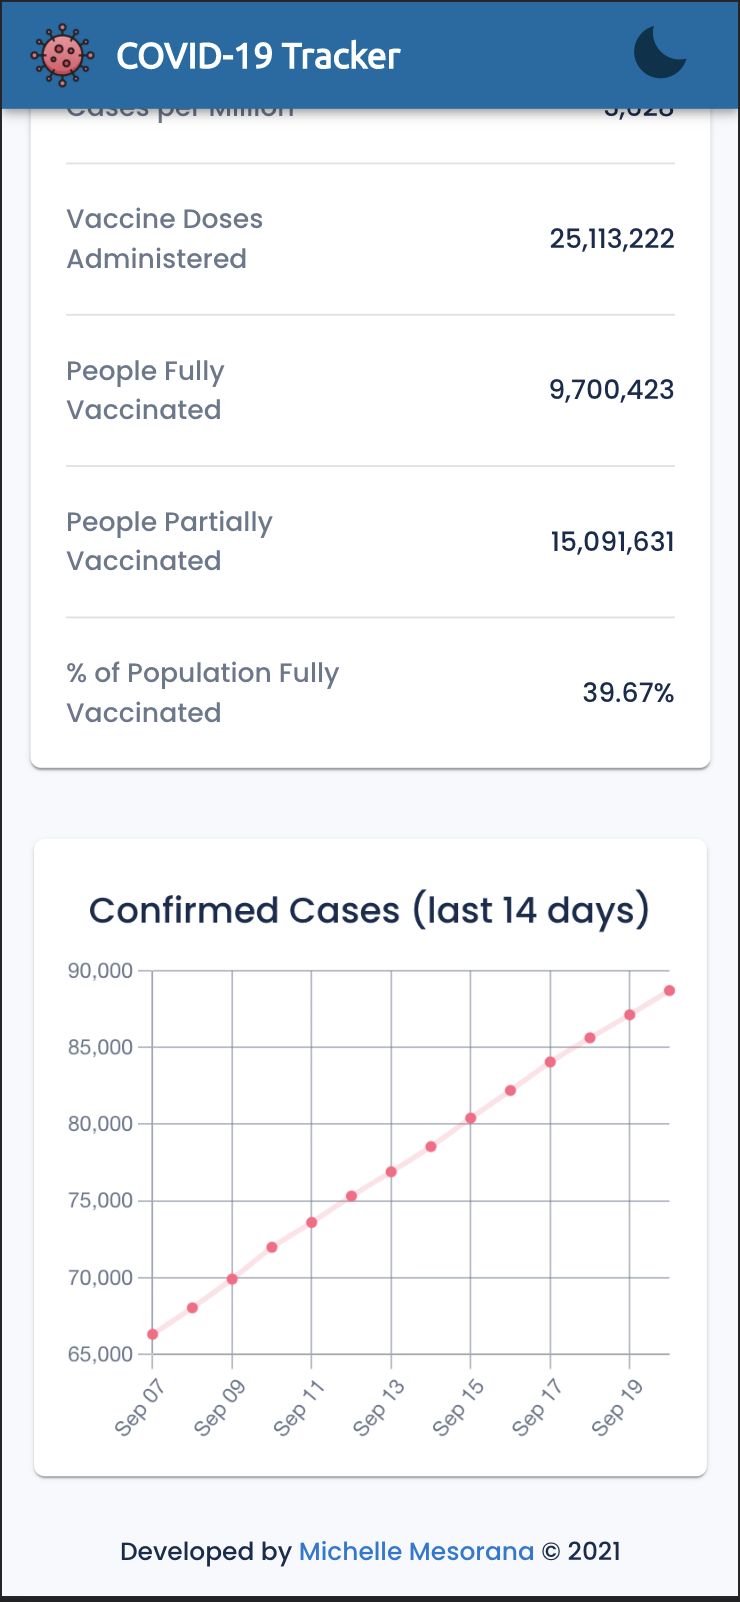 COVID-19 Tracker
Cases per Million
3,628
Vaccine Doses
Administered
25,113,222
People Fully
Vaccinated
9,700,423
People Partially
Vaccinated
15,091,631
% of Population Fully
Vaccinated
39.67%
Confirmed Cases (last 14 days)
90,000
85,000
80,000
75,000
70,000
65,000
Sep 07
Sep 09
Sep 11
Sep 13
Sep 15
Sep 17
Sep 19
Developed by Michelle Mesorana © 2021